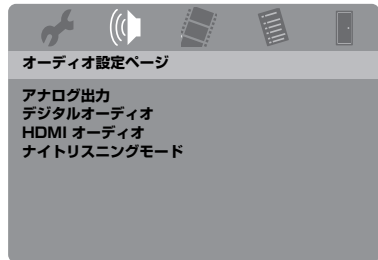 オーディオ設定ページ
アナログ出力
デジタルオーディオ
HDMI オーディオ
ナイトリスニングモード